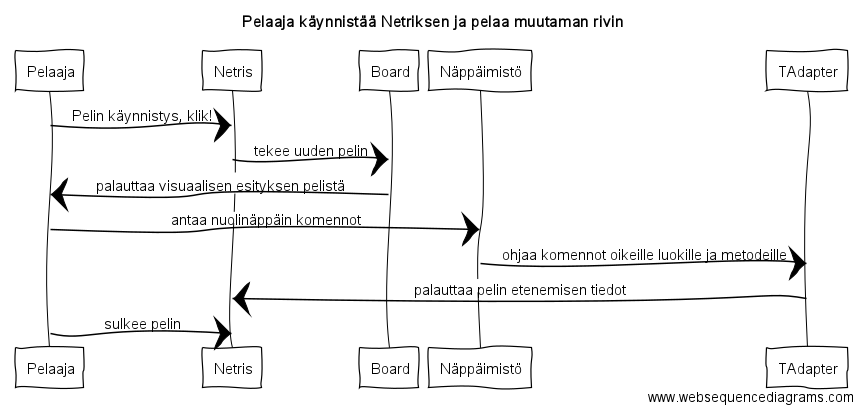 Pelaaja käynnistää Netriksen ja pelaa muutaman rivin
Pelaaja Netris Board Näppäimistö TAdapter
Pelin käynnistys, klik!
tekee uuden pelin
palauttaa visuaalisen esityksen pelistä
antaa nuolinäppäin komennot
ohjaa komennot oikeille luokille ja metodeille
palauttaa pelin etenemisen tiedot
sulkee pelin
Pelaaja Netris Board Näppäimistö TAdapter
www.websequencediagrams.com